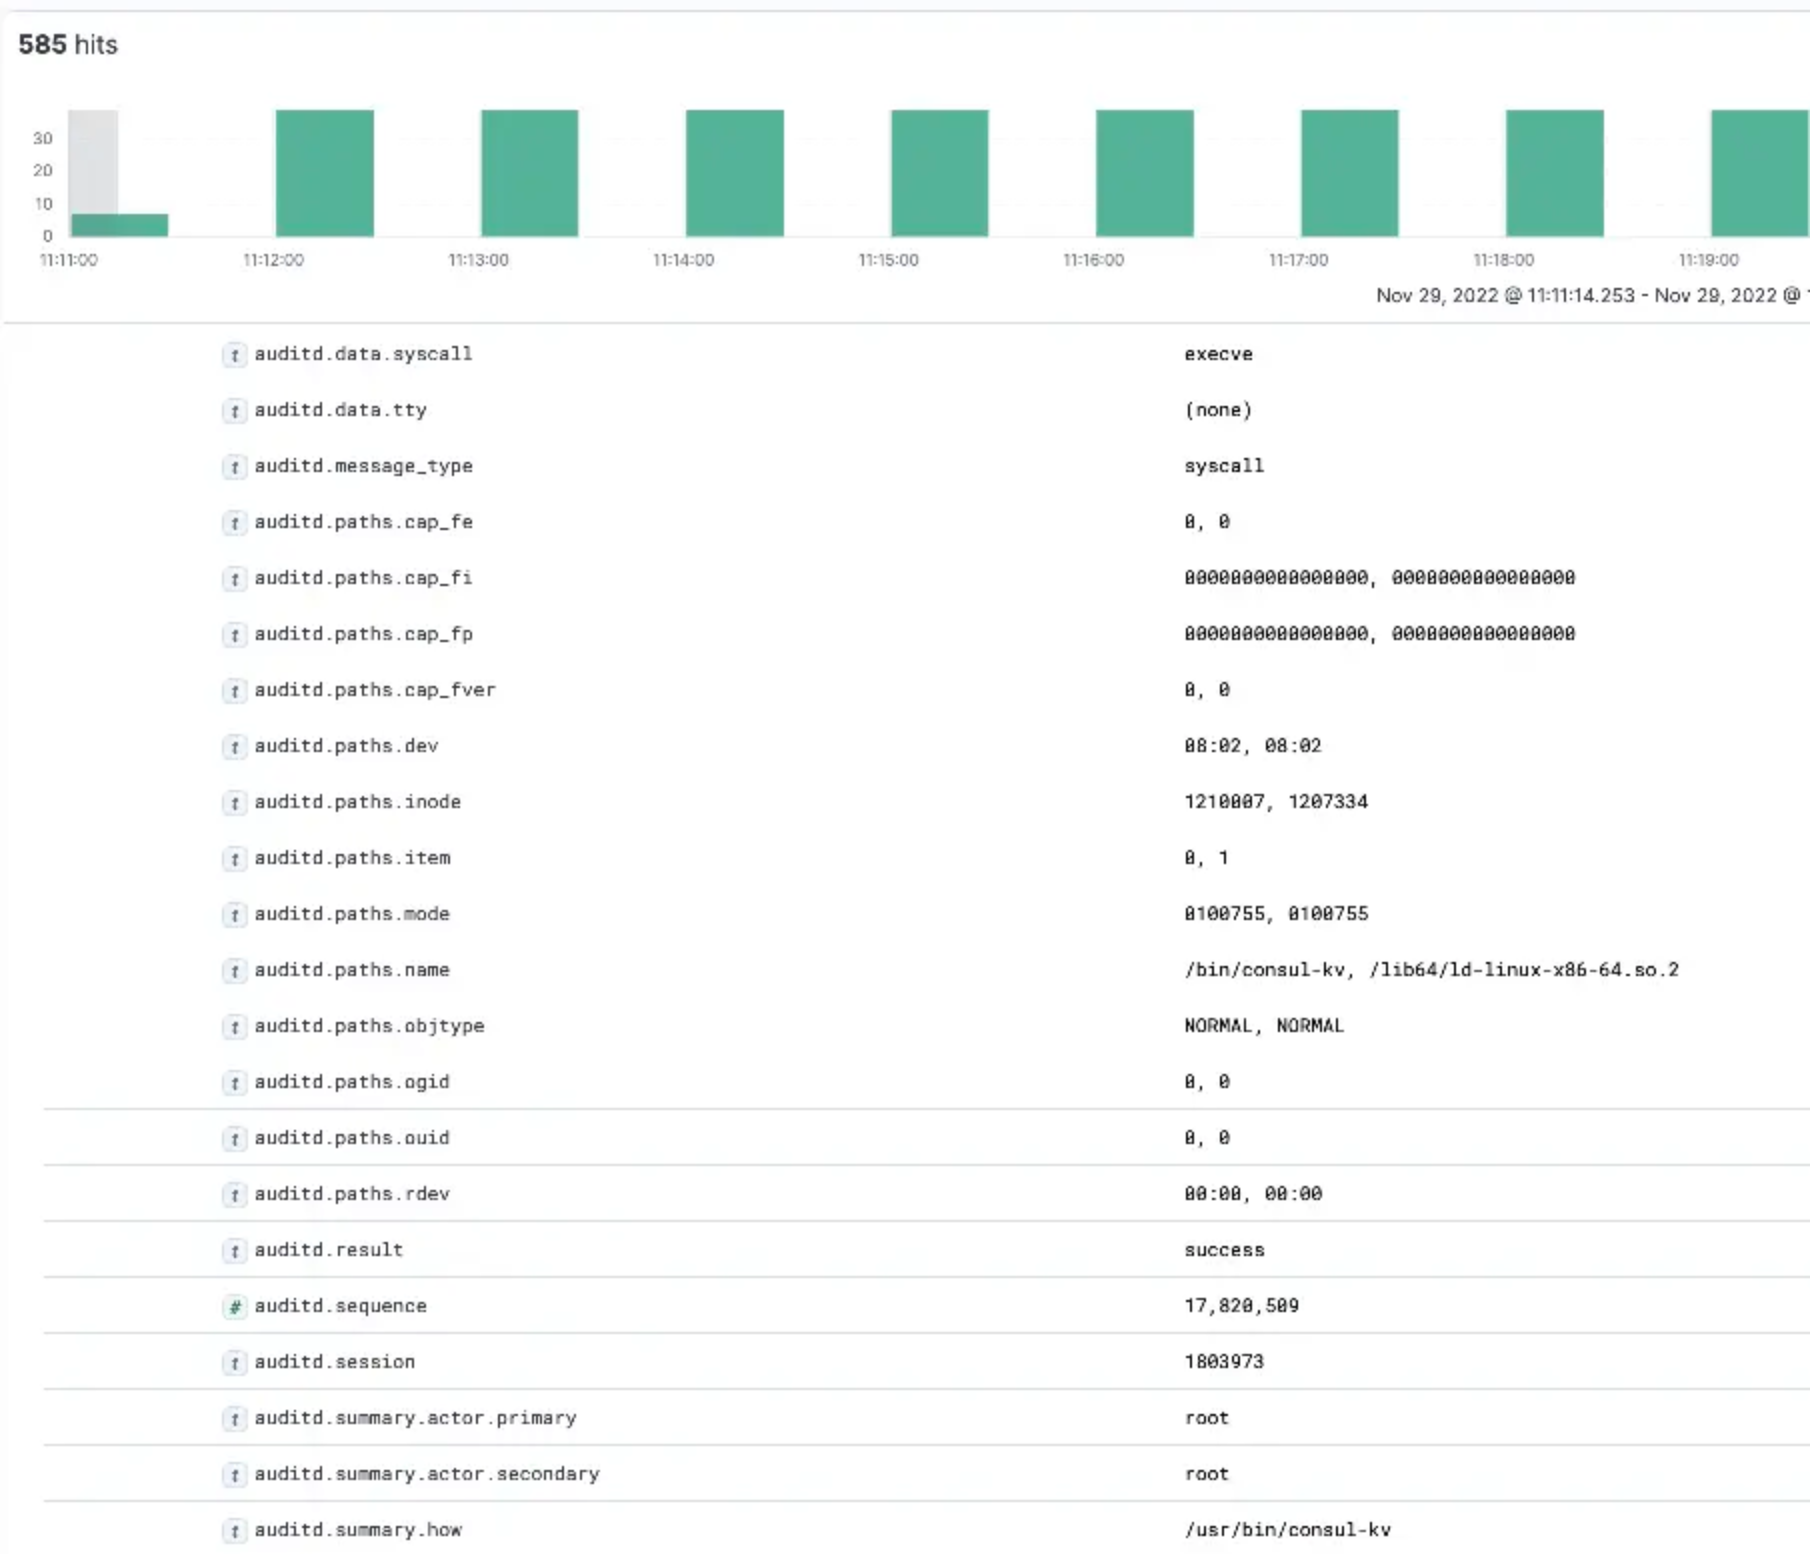 585 hits
30
20
10
0
11:11:00 11:12:00 11:13:00 11:14:00 11:15:00 11:16:00 11:17:00 11:18:00 11:19:00
Nov 29, 2022 @ 11:11:14.253 - Nov 29, 2022 @
t auditd.data.syscall execve
t auditd.data.tty (none)
t auditd.message_type syscall
t auditd.paths.cap_fe 0, 0
t auditd.paths.cap_fi 0000000000000000, 0000000000000000
t auditd.paths.cap_fp 0000000000000000, 0000000000000000
t auditd.paths.cap_fver 0, 0
t auditd.paths.dev 08:02, 08:02
t auditd.paths.inode 1210007, 1207334
t auditd.paths.item 0, 1
t auditd.paths.mode 0100755, 0100755
t auditd.paths.name /bin/consul-kv, /lib64/ld-linux-x86-64.so.2
t auditd.paths.objtype NORMAL, NORMAL
t auditd.paths.ogid 0, 0
t auditd.paths.ouid 0, 0
t auditd.paths.rdev 00:00, 00:00
t auditd.result success
# auditd.sequence 17,820,509
t auditd.session 1803973
t auditd.summary.actor.primary root
t auditd.summary.actor.secondary root
t auditd.summary.how /usr/bin/consul-kv